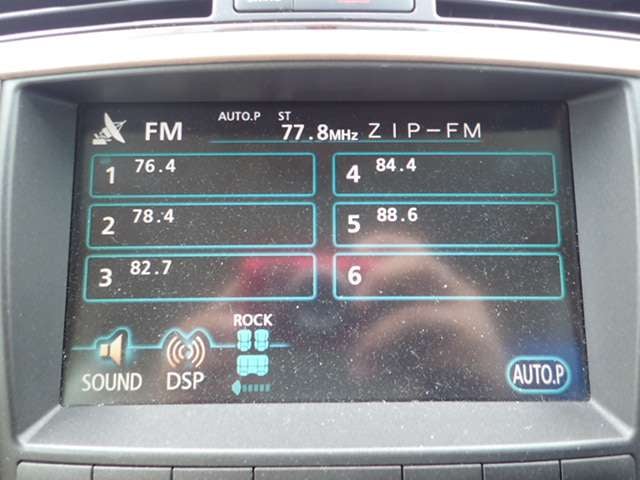 FM AUTO.P ST 77.8MHz ZIP-FM
1 76.4
2 78.4
3 82.7
4 84.4
5 88.6
6
ROCK
SOUND DSP
AUTO.P